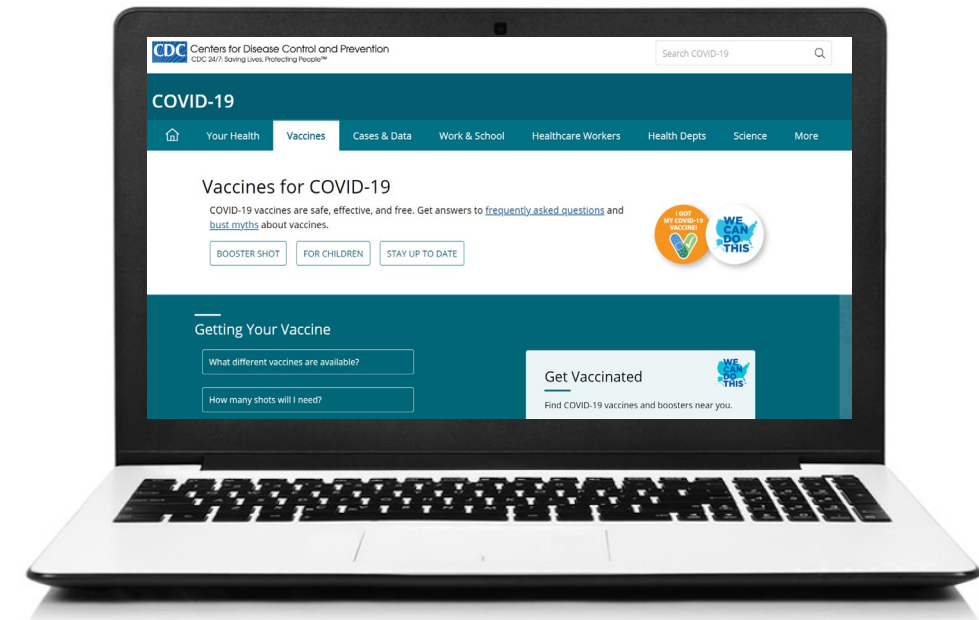 CDC Centers for Disease Control and Prevention
CDC 24/7: Saving Lives, Protecting People™
Search COVID-19
COVID-19
Your Health Vaccines Cases & Data Work & School Healthcare Workers Health Depts Science More
Vaccines for COVID-19
COVID-19 vaccines are safe, effective, and free. Get answers to frequently asked questions and
bust myths about vaccines.
BOOSTER SHOT FOR CHILDREN STAY UP TO DATE
I GOT
MY COVID-19
VACCINE!
WE
CAN
DO
THIS
Getting Your Vaccine
What different vaccines are available?
How many shots will I need?
Get Vaccinated
WE
CAN
DO
THIS
Find COVID-19 vaccines and boosters near you.